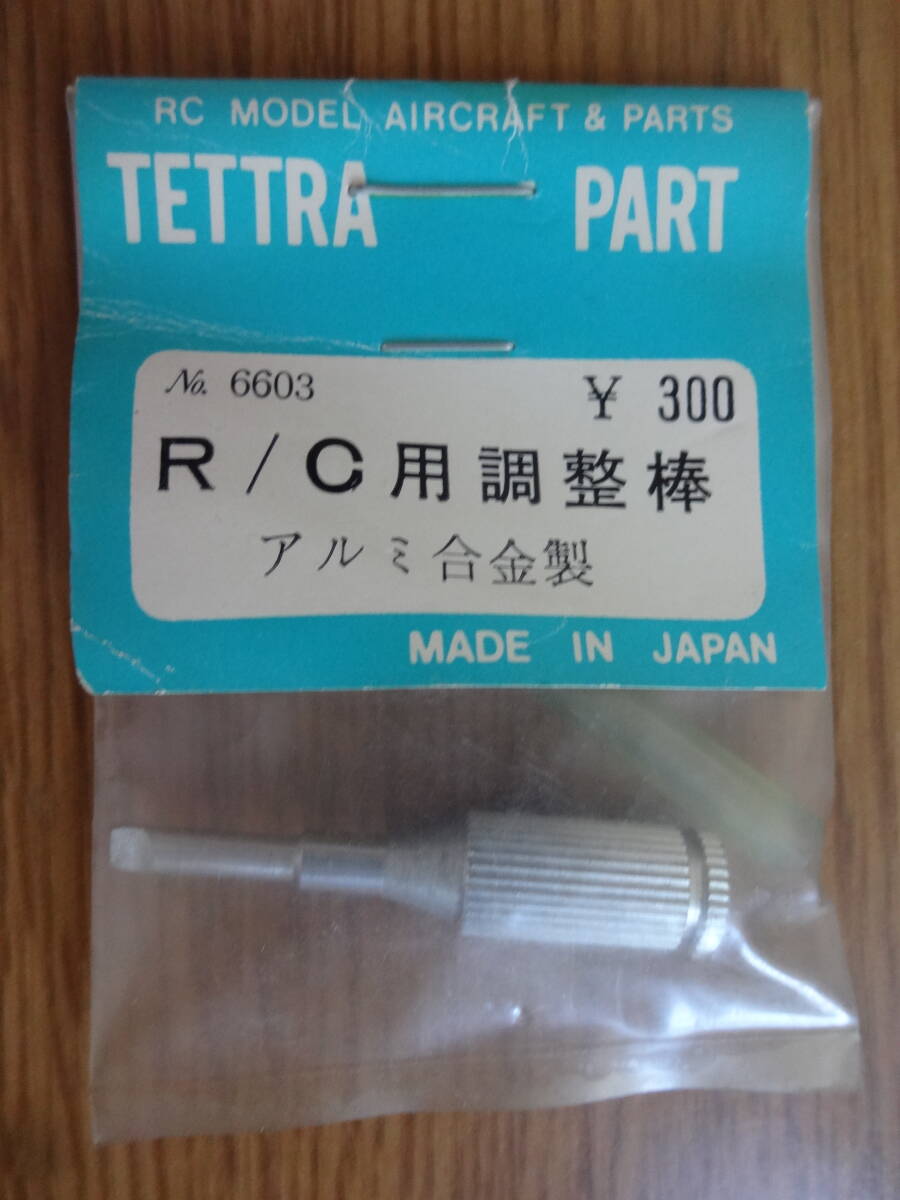 RC MODEL AIRCRAFT & PARTS
TETTRA PART
No. 6603 ¥ 300
R/C用調整棒
アルミ合金製
MADE IN JAPAN